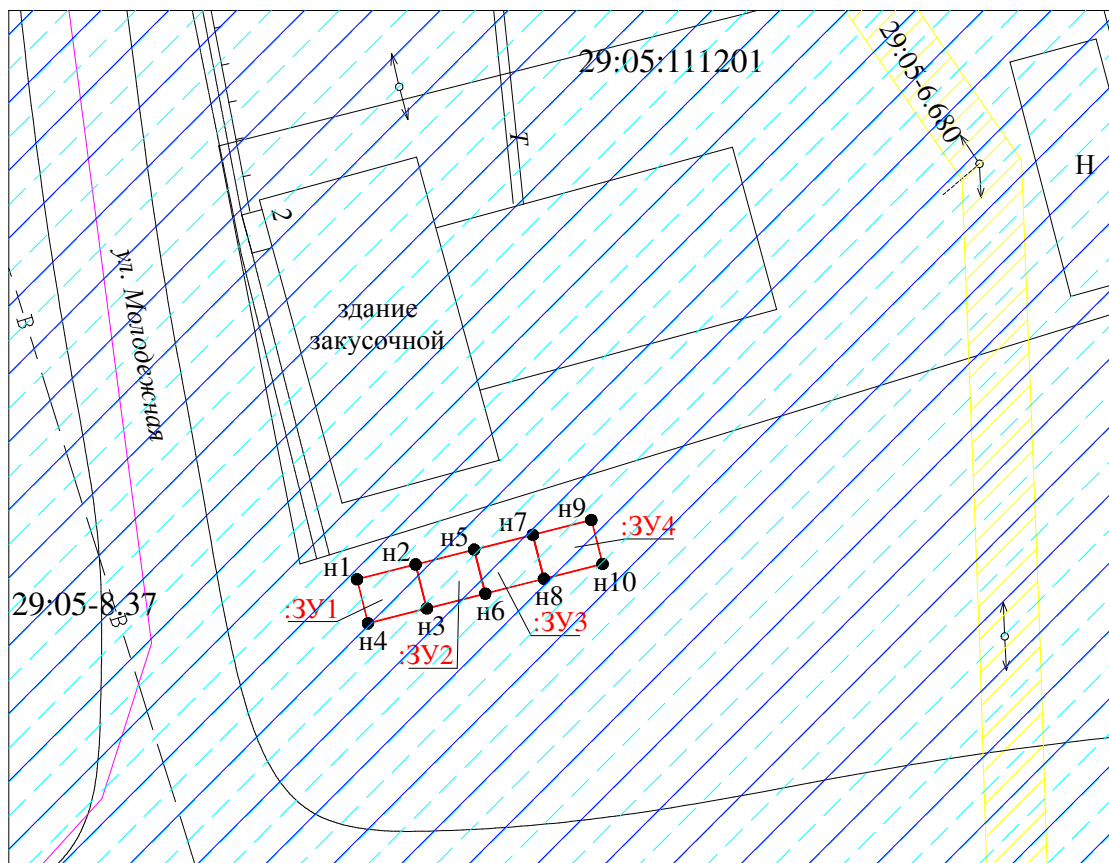 29:05:111201
29:05-6.680
Т
Н
2
ул. Молодежная
здание
закусочной
В
н9
:ЗУ4
н7
н5
н2
н1
н10
29:05-8.37
:ЗУ1
н8
н6
н3
:ЗУ3
В
н4
:ЗУ2